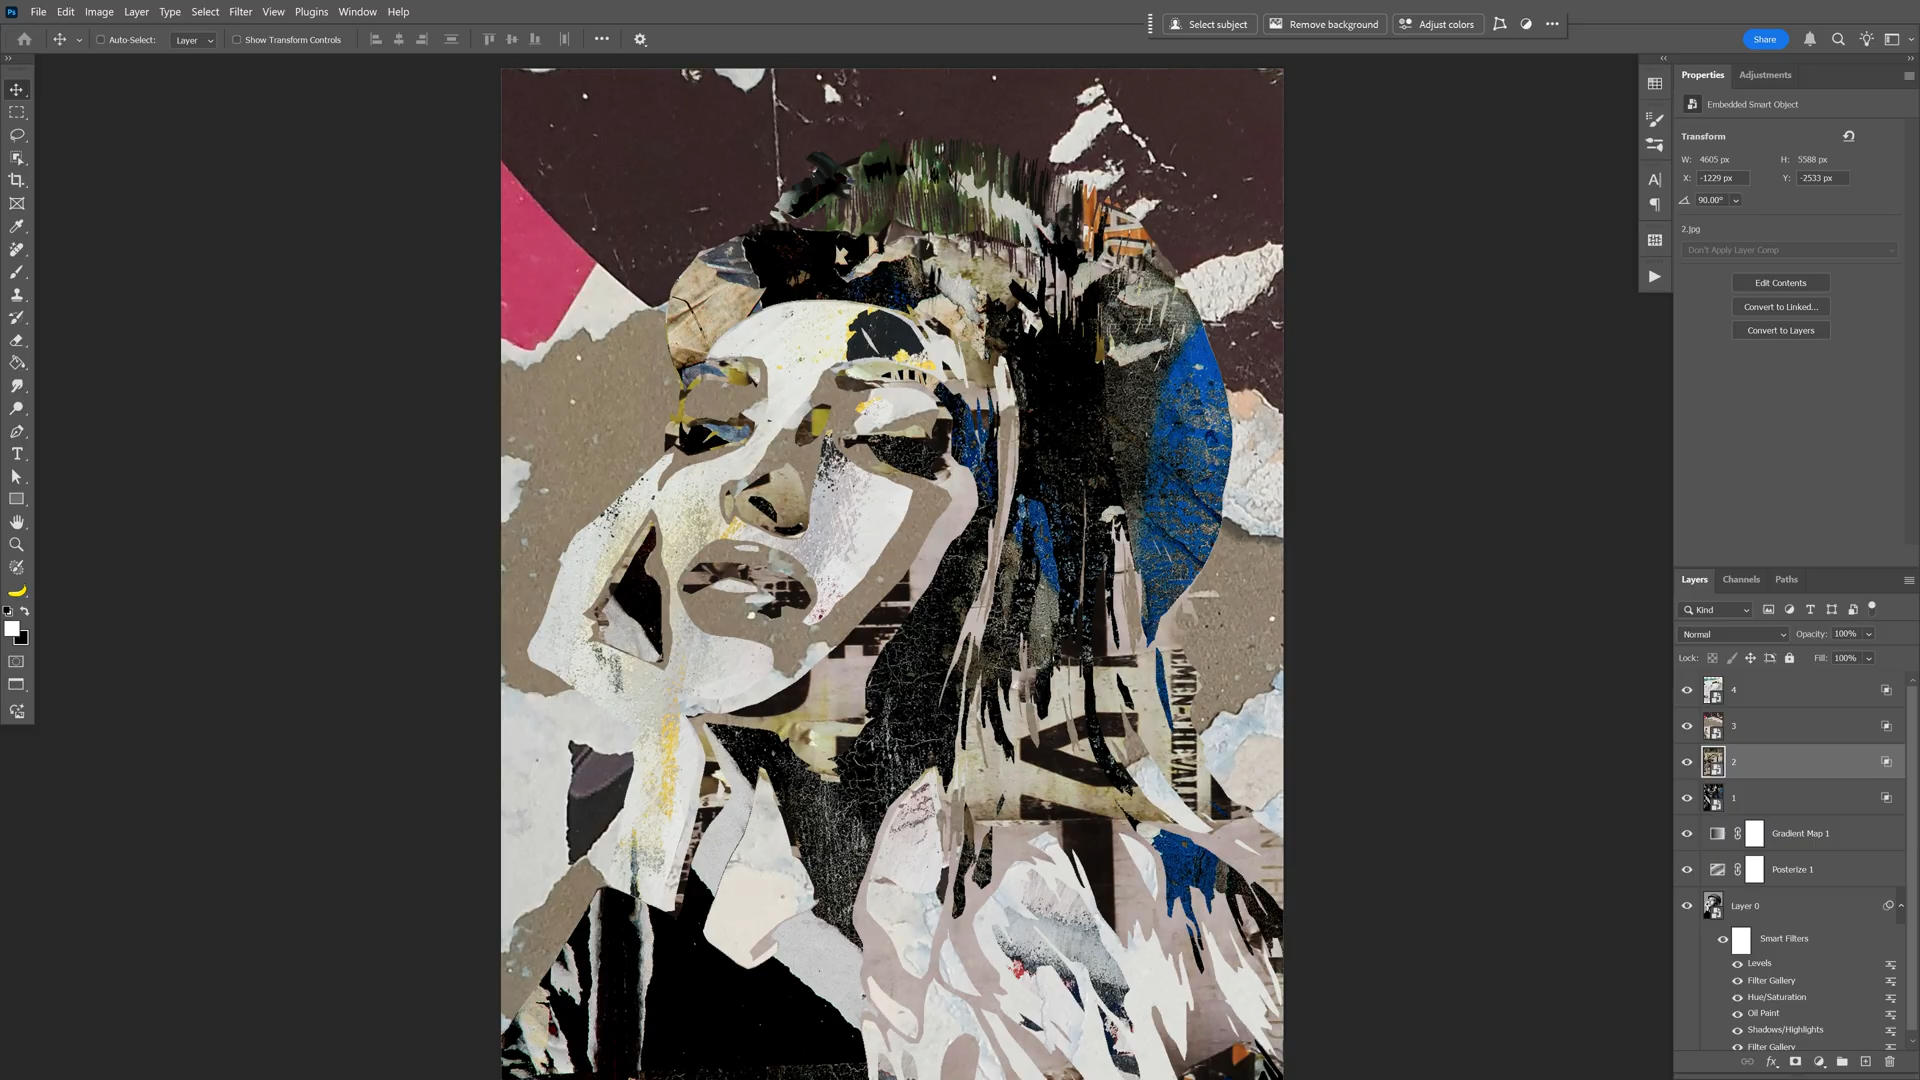 Ps File Edit Image Layer Type Select Filter View Plugins Window Help
Select subject Remove background Adjust colors
Auto-Select: Layer Show Transform Controls
Share
Properties Adjustments
Embedded Smart Object
Transform
W: 4605 px H: 5588 px
X: -1229 px Y: -2533 px
90.00°
2.jpg
Don't Apply Layer Comp
Edit Contents
Convert to Linked...
Convert to Layers
Layers Channels Paths
Kind
Normal Opacity: 100%
Lock: Fill: 100%
4
3
2
1
Gradient Map 1
Posterize 1
Layer 0
Smart Filters
Levels
Filter Gallery
Hue/Saturation
Oil Paint
Shadows/Highlights
Filter Gallery